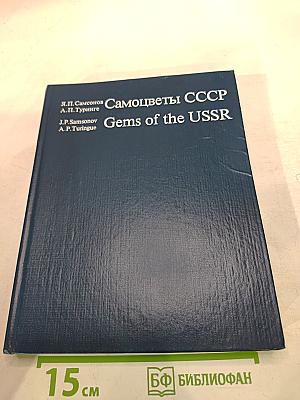 Я.П.Самсонов
А.П.Туринге
Самоцветы СССР
J.P.Samsonov
A.P.Turingue
Gems of the USSR
15 см
БФ БИБЛИОФАН